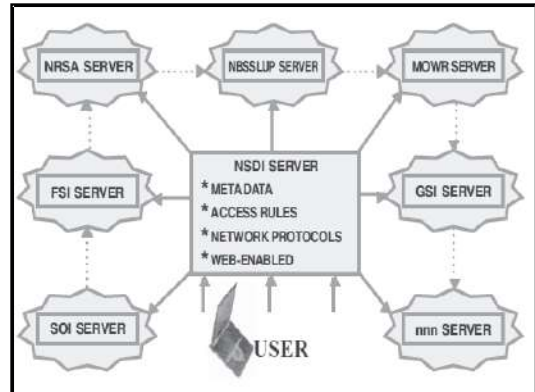 NRSA SERVER
NBSSLUP SERVER
MOWR SERVER
NSDI SERVER
* METADATA
* ACCESS RULES
* NETWORK PROTOCOLS
* WEB-ENABLED
FSI SERVER
GSI SERVER
SOI SERVER
USER
nnn SERVER